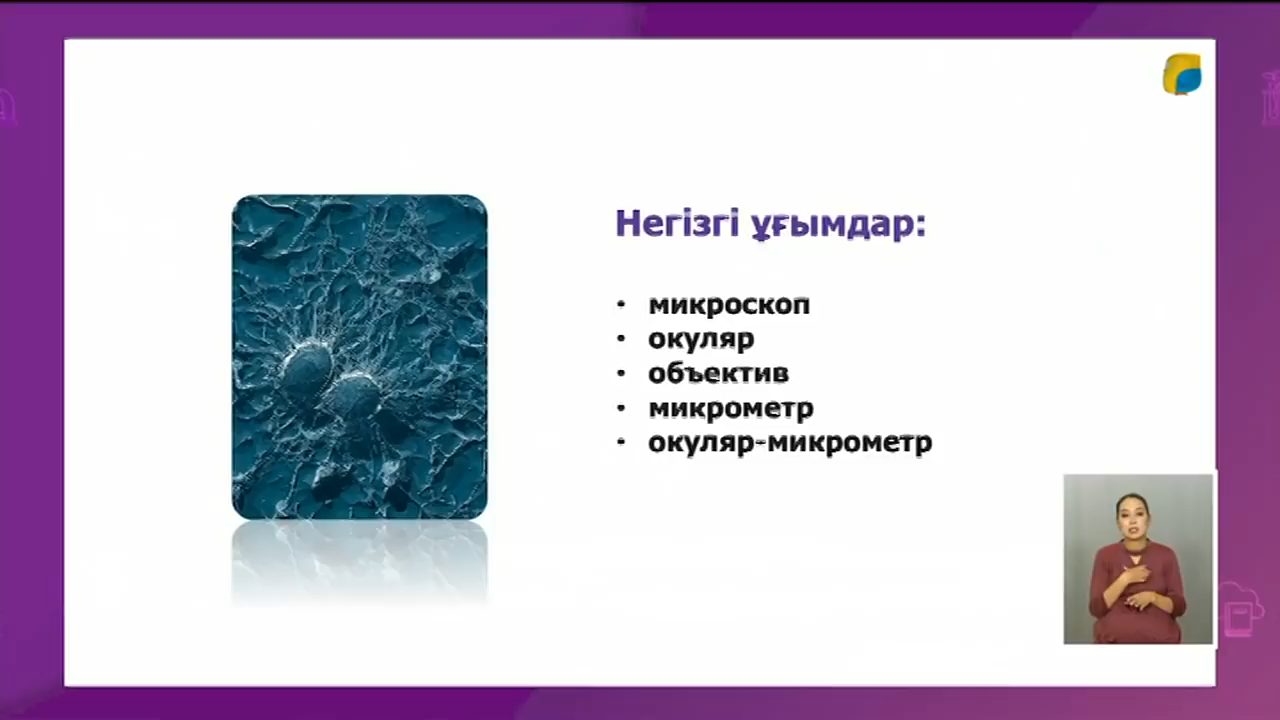 Негізгі ұғымдар:
• микроскоп
• окуляр
• объектив
• микрометр
• окуляр-микрометр